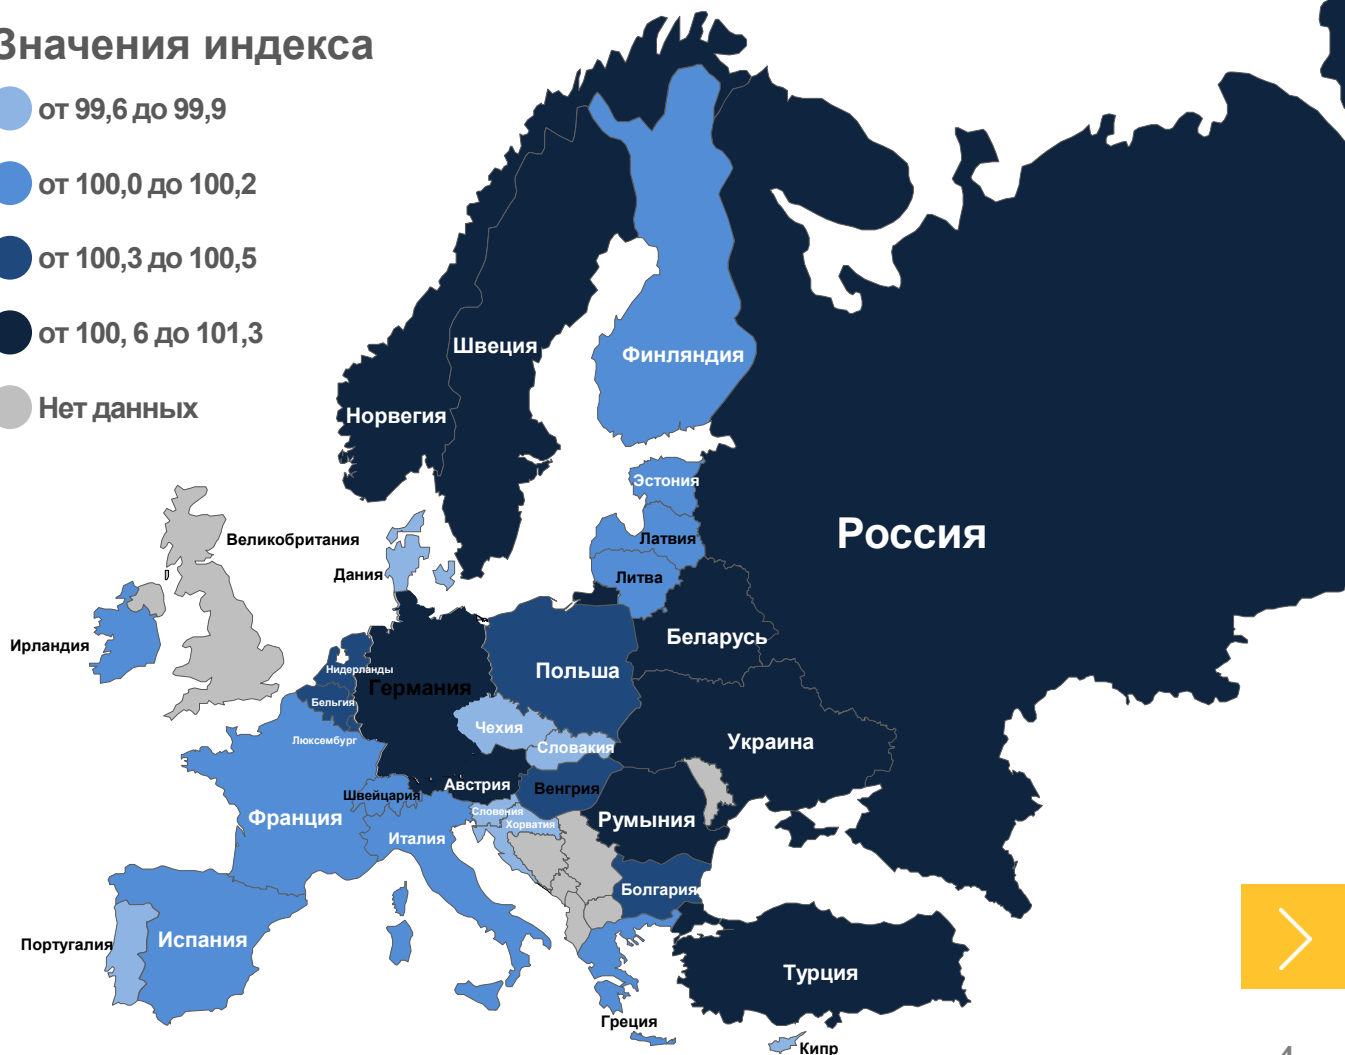 Значения индекса
от 99,6 до 99,9
от 100,0 до 100,2
от 100,3 до 100,5
от 100, 6 до 101,3
Нет данных
Швеция
Финляндия
Норвегия
Эстония
Россия
Великобритания
Латвия
Дания
Литва
Беларусь
Ирландия
Нидерланды
Польша
Германия
Бельгия
Чехия
Люксембург
Словакия
Украина
Австрия
Венгрия
Швейцария
Словения
Франция
Хорватия
Румыния
Италия
Болгария
Португалия
Испания
Турция
Греция
Кипр